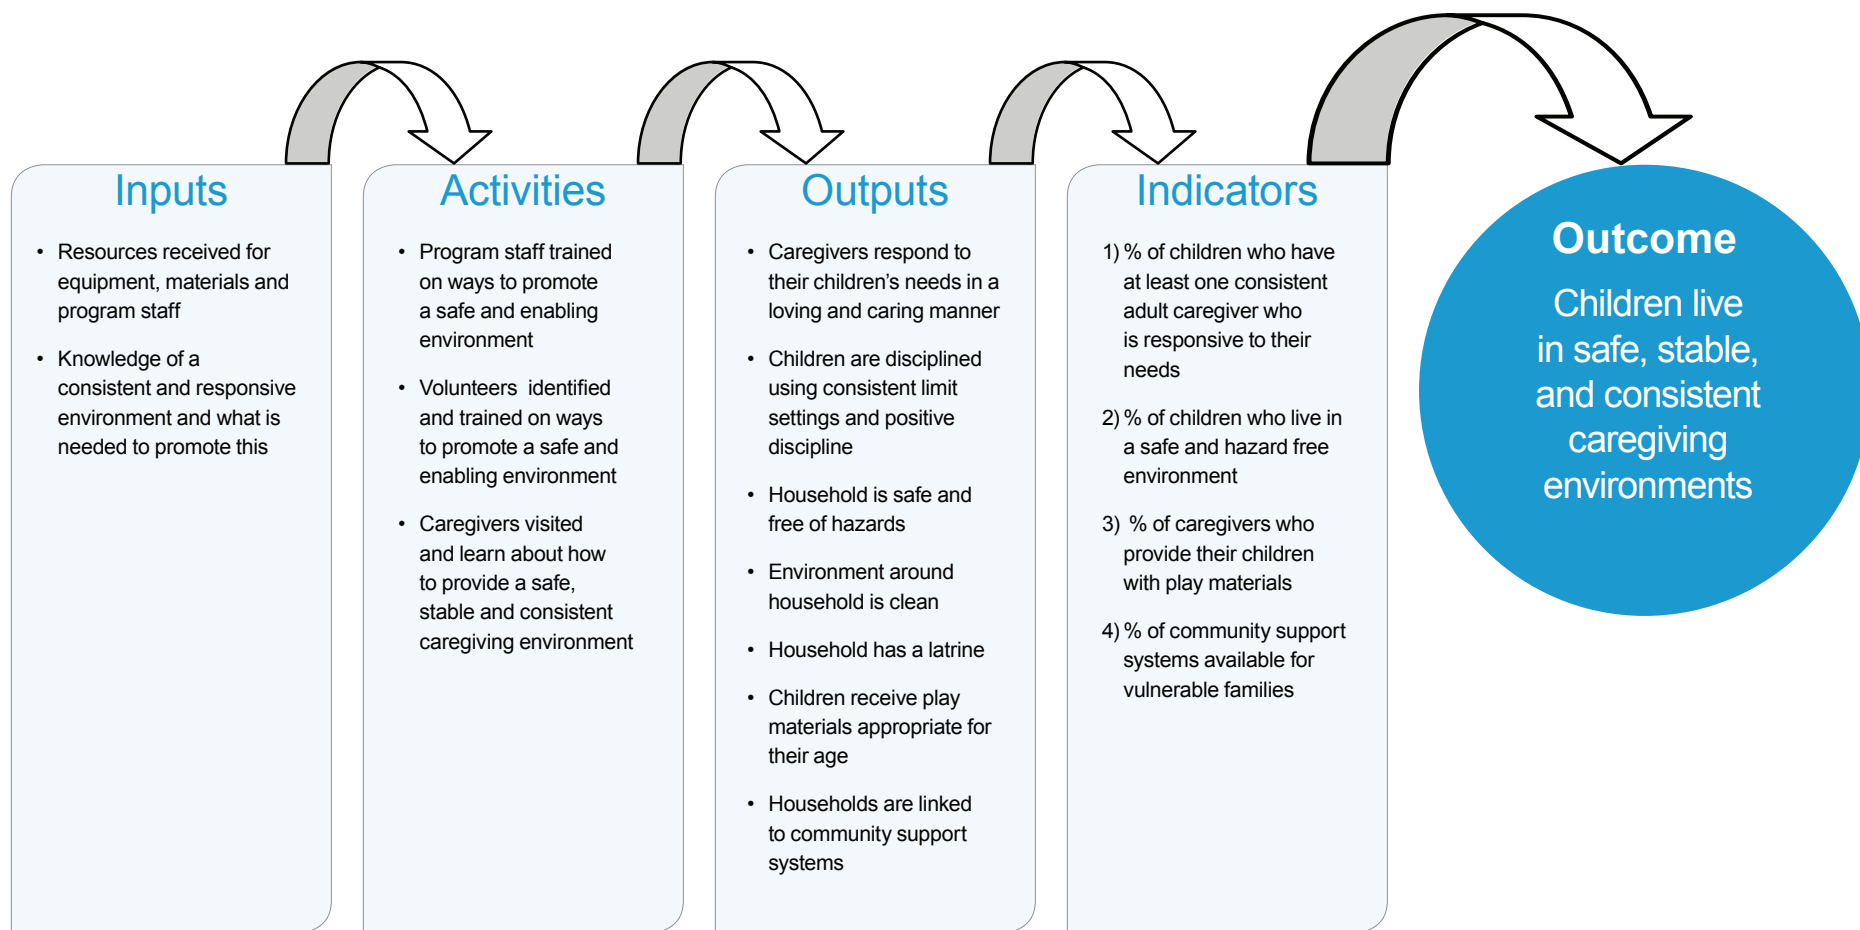 Inputs
• Resources received for
equipment, materials and
program staff
• Knowledge of a
consistent and responsive
environment and what is
needed to promote this
Activities
• Program staff trained
on ways to promote
a safe and enabling
environment
• Volunteers identified
and trained on ways
to promote a safe and
enabling environment
• Caregivers visited
and learn about how
to provide a safe,
stable and consistent
caregiving environment
Outputs
• Caregivers respond to
their children’s needs in a
loving and caring manner
• Children are disciplined
using consistent limit
settings and positive
discipline
• Household is safe and
free of hazards
• Environment around
household is clean
• Household has a latrine
• Children receive play
materials appropriate for
their age
• Households are linked
to community support
systems
Indicators
1) % of children who have
at least one consistent
adult caregiver who
is responsive to their
needs
2) % of children who live in
a safe and hazard free
environment
3) % of caregivers who
provide their children
with play materials
4) % of community support
systems available for
vulnerable families
Outcome
Children live
in safe, stable,
and consistent
caregiving
environments